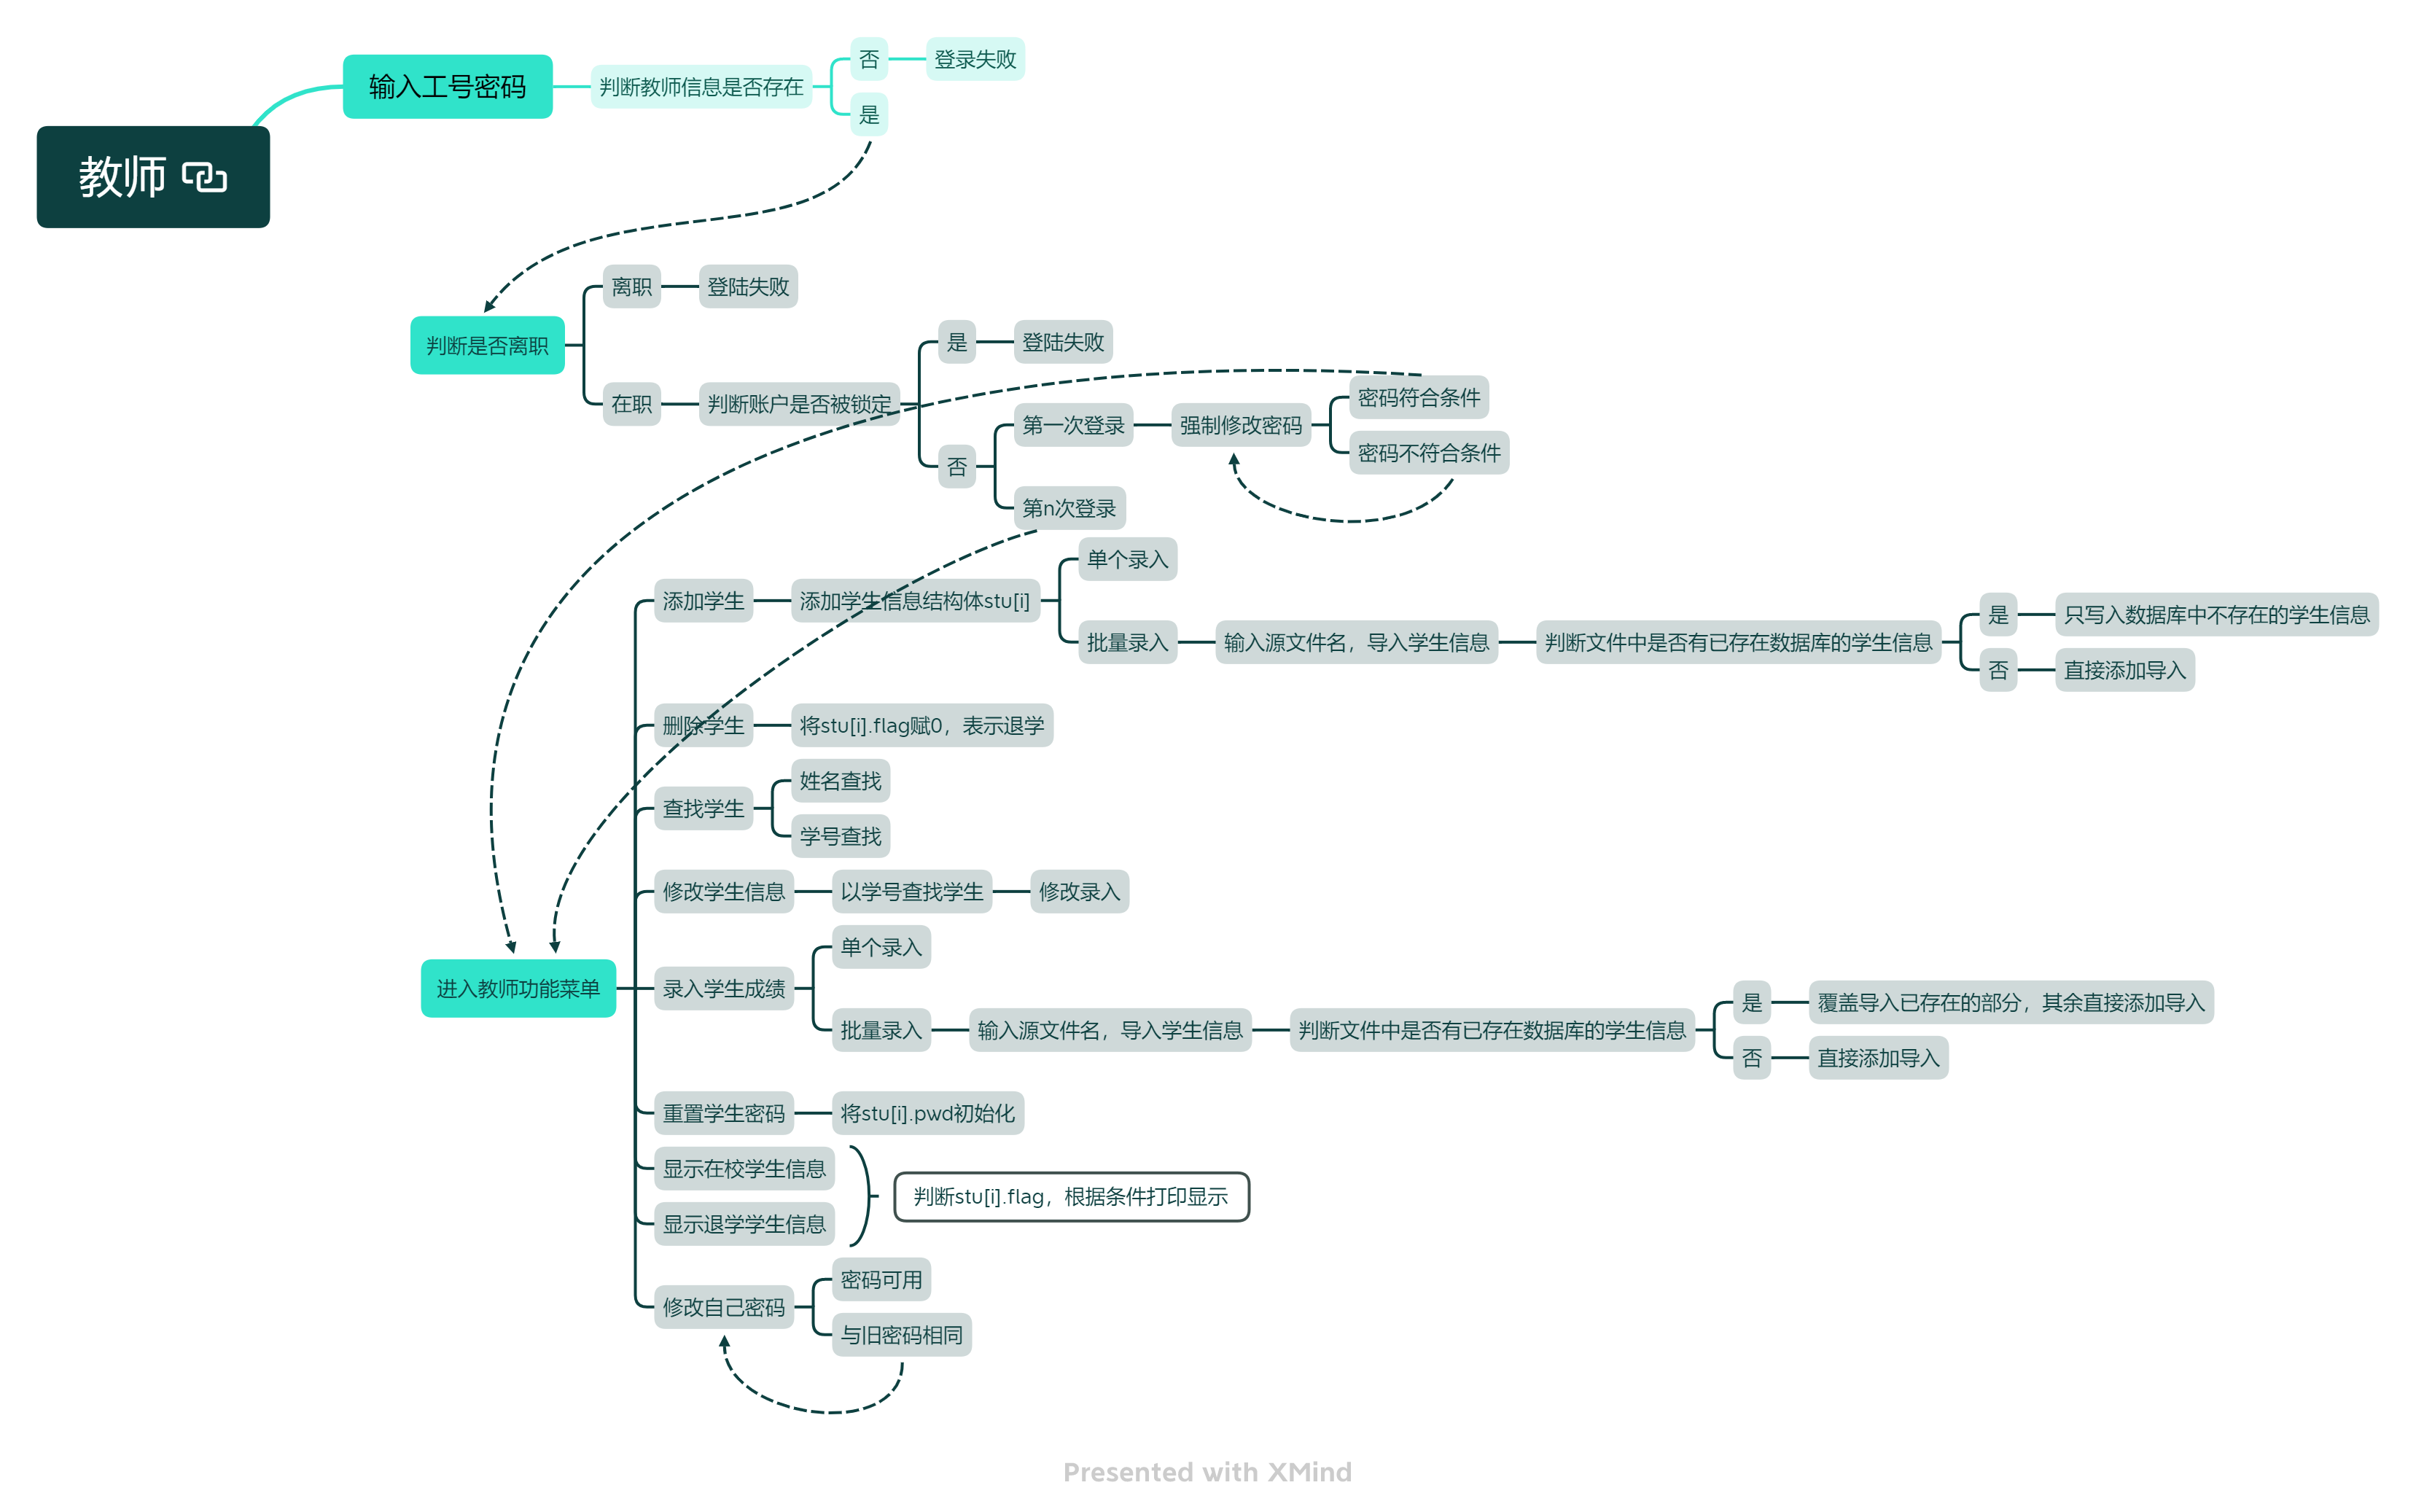 教师
输入工号密码
判断教师信息是否存在
否
登录失败
是
判断是否离职
离职
登陆失败
在职
判断账户是否被锁定
是
登陆失败
否
第一次登录
强制修改密码
密码符合条件
密码不符合条件
第n次登录
进入教师功能菜单
添加学生
添加学生信息结构体stu[i]
单个录入
批量录入
输入源文件名，导入学生信息
判断文件中是否有已存在数据库的学生信息
是
只写入数据库中不存在的学生信息
否
直接添加导入
删除学生
将stu[i].flag赋0，表示退学
查找学生
姓名查找
学号查找
修改学生信息
以学号查找学生
修改录入
录入学生成绩
单个录入
批量录入
输入源文件名，导入学生信息
判断文件中是否有已存在数据库的学生信息
是
覆盖导入已存在的部分，其余直接添加导入
否
直接添加导入
重置学生密码
将stu[i].pwd初始化
显示在校学生信息
显示退学学生信息
判断stu[i].flag，根据条件打印显示
修改自己密码
密码可用
与旧密码相同
Presented with XMind